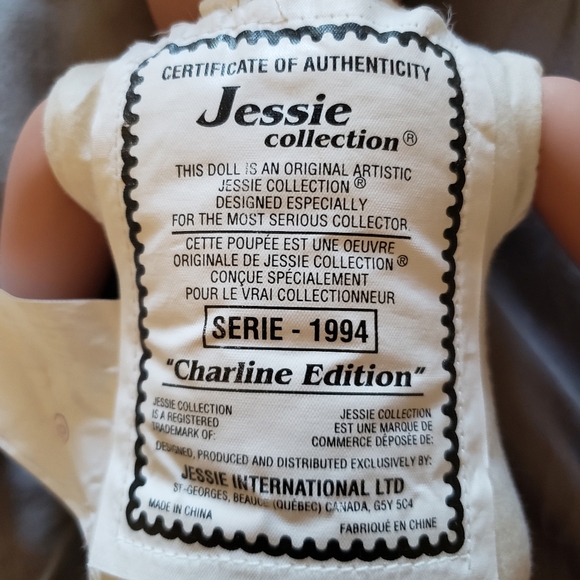 CERTIFICATE OF AUTHENTICITY
Jessie
collection®
THIS DOLL IS AN ORIGINAL ARTISTIC
JESSIE COLLECTION ®
DESIGNED ESPECIALLY
FOR THE MOST SERIOUS COLLECTOR.
CETTE POUPÉE EST UNE OEUVRE
ORIGINALE DE JESSIE COLLECTION ®
CONÇUE SPÉCIALEMENT
POUR LE VRAI COLLECTIONNEUR
SERIE - 1994
"Charline Edition"
JESSIE COLLECTION
IS A REGISTERED
TRADEMARK OF:
JESSIE COLLECTION
EST UNE MARQUE DE
COMMERCE DÉPOSÉE DE:
DESIGNED, PRODUCED AND DISTRIBUTED EXCLUSIVELY BY:
JESSIE INTERNATIONAL LTD
ST-GEORGES, BEAUCE (QUÉBEC) CANADA, G5Y 5C4
MADE IN CHINA
FABRIQUÉ EN CHINE